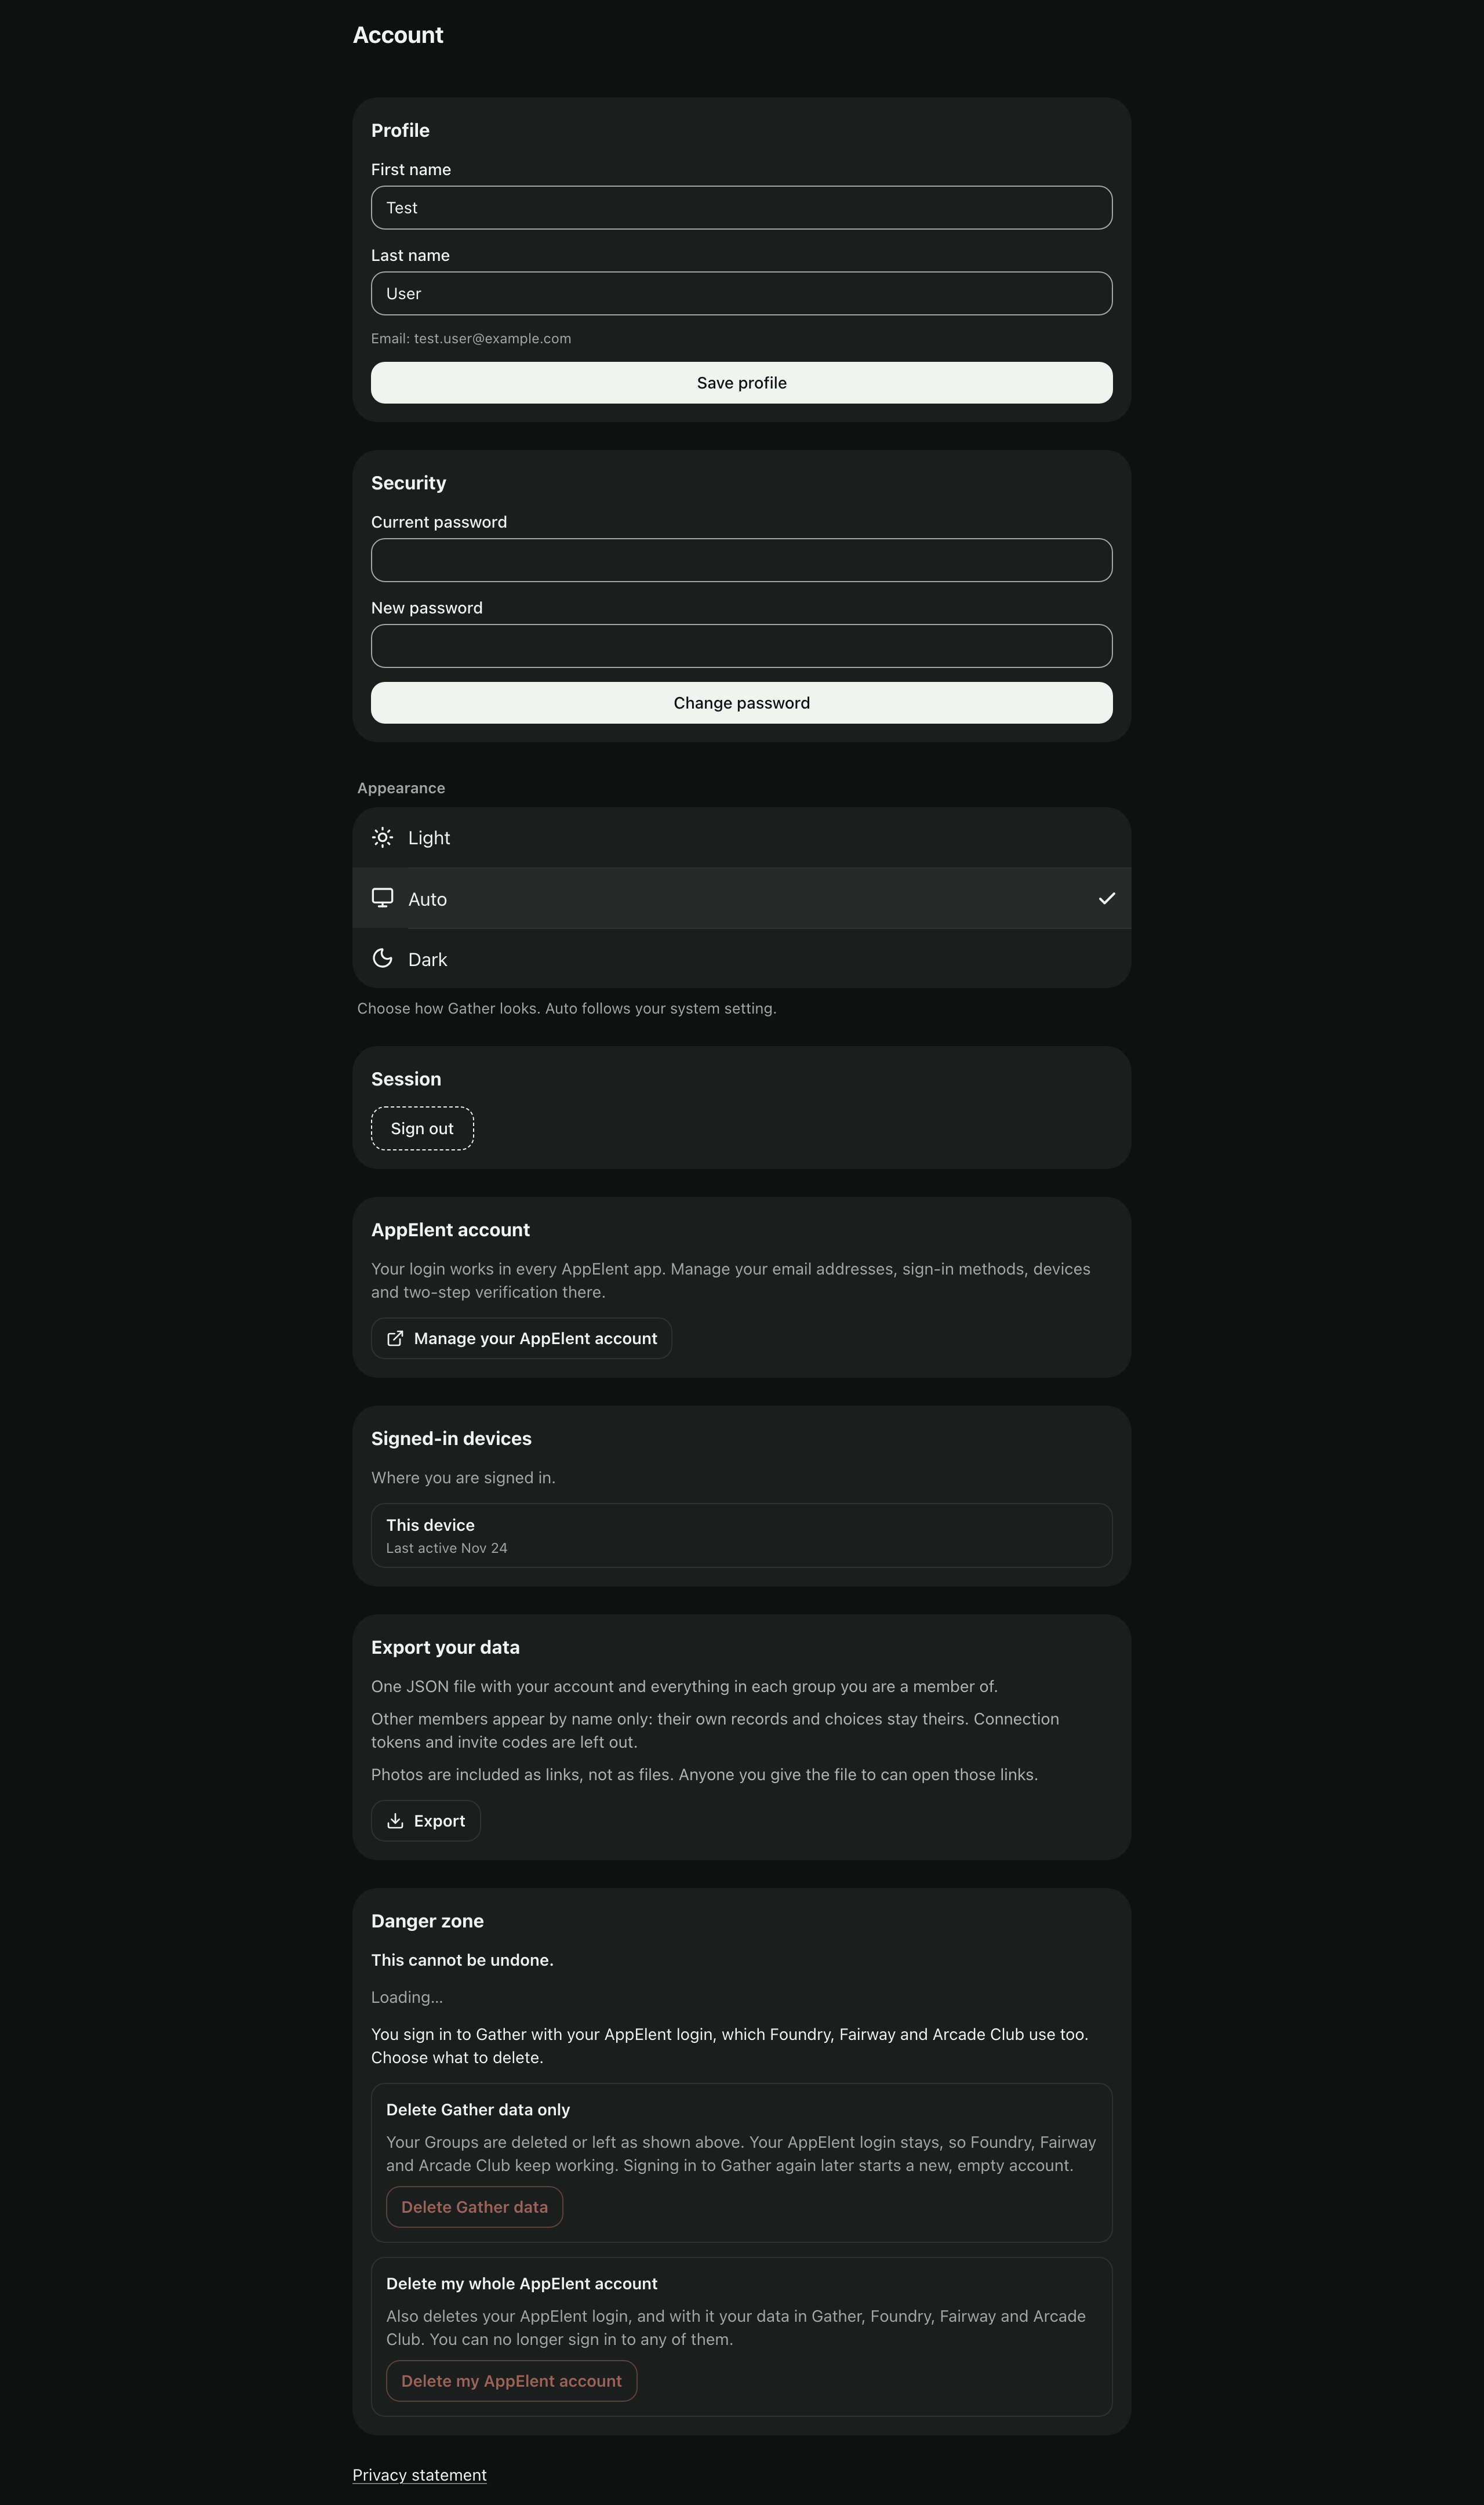 Account
Profile
First name
Test
Last name
User
Email: test.user@example.com
Save profile
Security
Current password
New password
Change password
Appearance
Light
Auto
Dark
Choose how Gather looks. Auto follows your system setting.
Session
Sign out
AppElent account
Your login works in every AppElent app. Manage your email addresses, sign-in methods, devices
and two-step verification there.
Manage your AppElent account
Signed-in devices
Where you are signed in.
This device
Last active Nov 24
Export your data
One JSON file with your account and everything in each group you are a member of.
Other members appear by name only: their own records and choices stay theirs. Connection
tokens and invite codes are left out.
Photos are included as links, not as files. Anyone you give the file to can open those links.
Export
Danger zone
This cannot be undone.
Loading...
You sign in to Gather with your AppElent login, which Foundry, Fairway and Arcade Club use too.
Choose what to delete.
Delete Gather data only
Your Groups are deleted or left as shown above. Your AppElent login stays, so Foundry, Fairway
and Arcade Club keep working. Signing in to Gather again later starts a new, empty account.
Delete Gather data
Delete my whole AppElent account
Also deletes your AppElent login, and with it your data in Gather, Foundry, Fairway and Arcade
Club. You can no longer sign in to any of them.
Delete my AppElent account
Privacy statement